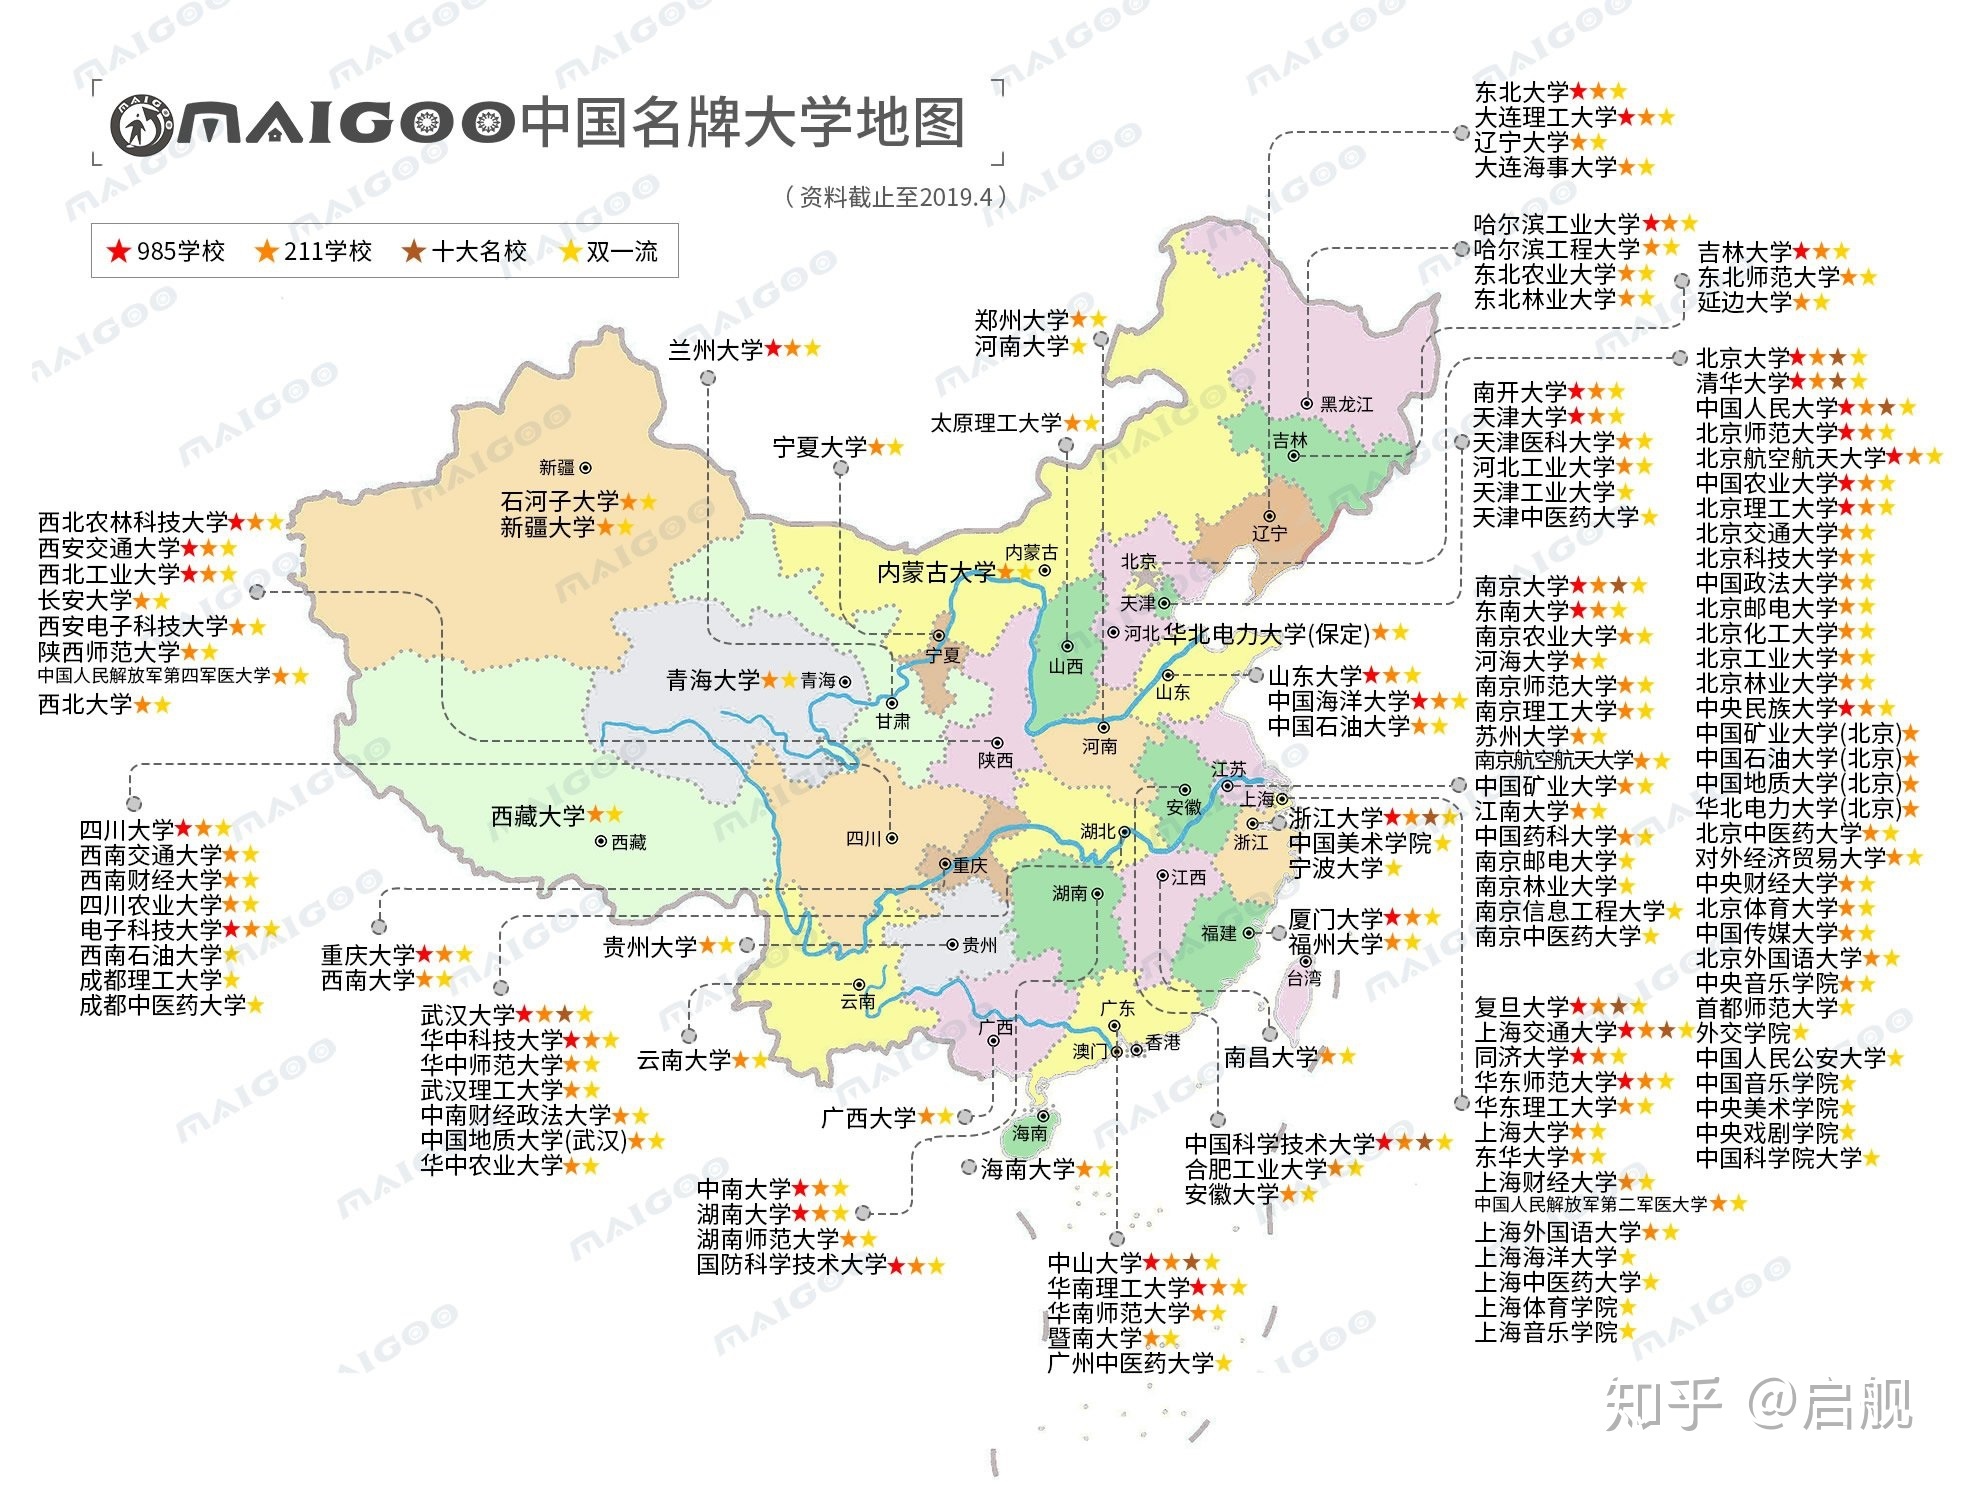 MAIGOO中国名牌大学地图
（资料截止至2019.4）
★985学校 ★211学校 ★十大名校 ★双一流
东北大学★★★
大连理工大学★★★
辽宁大学★★
大连海事大学★★
哈尔滨工业大学★★★
哈尔滨工程大学★★
东北农业大学★★
东北林业大学★★
吉林大学★★★
东北师范大学★★
延边大学★★
郑州大学★★
河南大学★
兰州大学★★★
太原理工大学★★
宁夏大学★★
石河子大学★★
新疆大学★★
内蒙古大学★★
青海大学★★
西藏大学★★
华北电力大学(保定)★★
西北农林科技大学★★★
西安交通大学★★★
西北工业大学★★★
长安大学★★
西安电子科技大学★★
陕西师范大学★★
中国人民解放军第四军医大学★★
西北大学★★
南开大学★★★
天津大学★★★
天津医科大学★★
河北工业大学★★
天津工业大学★
天津中医药大学★
北京大学★★★★
清华大学★★★★
中国人民大学★★★★
北京师范大学★★★
北京航空航天大学★★★
中国农业大学★★★
北京理工大学★★★
北京交通大学★★
北京科技大学★★
中国政法大学★★
北京邮电大学★★
北京化工大学★★
北京工业大学★★
北京林业大学★★
中央民族大学★★★
中国矿业大学(北京)★
中国石油大学(北京)★
中国地质大学(北京)★
华北电力大学(北京)★
北京中医药大学★★
对外经济贸易大学★★
中央财经大学★★
北京体育大学★★
中国传媒大学★★
北京外国语大学★★
中央音乐学院★★
首都师范大学★
外交学院★
中国人民公安大学★
中国音乐学院★
中央美术学院★
中央戏剧学院★
中国科学院大学★
南京大学★★★★
东南大学★★★
南京农业大学★★
河海大学★★
南京师范大学★★
南京理工大学★★
苏州大学★★
南京航空航天大学★★
中国矿业大学★★
江南大学★★
中国药科大学★★
南京邮电大学★
南京林业大学★
南京信息工程大学★
南京中医药大学★
山东大学★★★
中国海洋大学★★★
中国石油大学★★
浙江大学★★★★
中国美术学院★
宁波大学★
厦门大学★★★
福州大学★★
复旦大学★★★★
上海交通大学★★★★
同济大学★★★
华东师范大学★★★
华东理工大学★★
上海大学★★
东华大学★★
上海财经大学★★
中国人民解放军第二军医大学★★
上海外国语大学★★
上海海洋大学★
上海中医药大学★
上海体育学院★
上海音乐学院★
四川大学★★★
西南交通大学★★
西南财经大学★★
四川农业大学★★
电子科技大学★★★
西南石油大学★
成都理工大学★
成都中医药大学★
重庆大学★★★
西南大学★★
贵州大学★★
武汉大学★★★★
华中科技大学★★★
华中师范大学★★
武汉理工大学★★
中南财经政法大学★★
中国地质大学(武汉)★★
华中农业大学★★
云南大学★★
广西大学★★
海南大学★★
南昌大学★★
中国科学技术大学★★★★
合肥工业大学★★
安徽大学★★
中南大学★★★
湖南大学★★★
湖南师范大学★★
国防科学技术大学★★★
中山大学★★★★
华南理工大学★★★
华南师范大学★★
暨南大学★★
广州中医药大学★
黑龙江
吉林
辽宁
新疆
内蒙古
北京
天津
河北
山西
宁夏
青海
甘肃
山东
河南
陕西
江苏
上海
安徽
浙江
湖北
四川
重庆
西藏
湖南
江西
福建
贵州
台湾
云南
广西
广东
澳门
香港
海南
知乎 @启舰